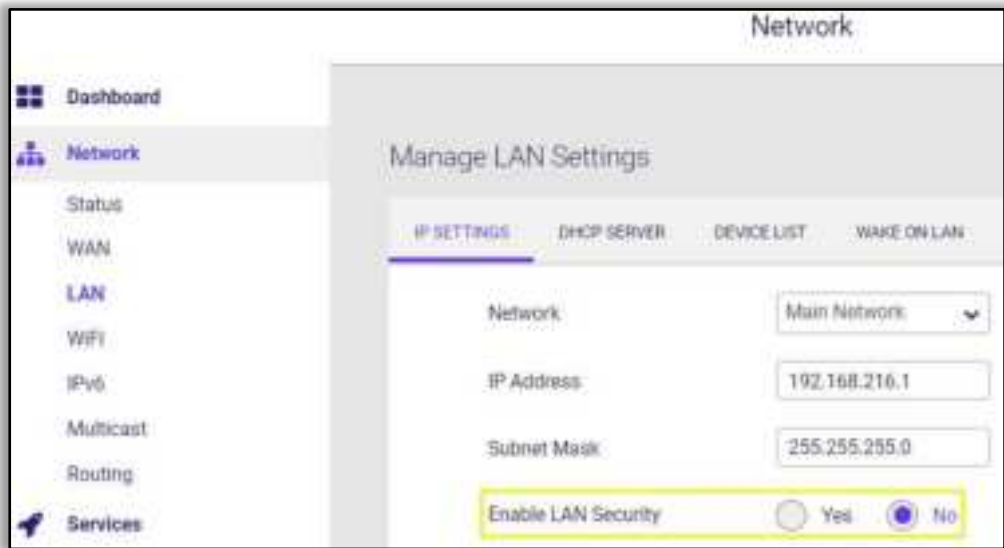 Network
Dashboard
Network
Status
WAN
LAN
WiFi
IPv6
Multicast
Routing
Services
Manage LAN Settings
IP SETTINGS DHCP SERVER DEVICE LIST WAKE ON LAN
Network Main Network
IP Address 192.168.216.1
Subnet Mask 255.255.255.0
Enable LAN Security Yes No